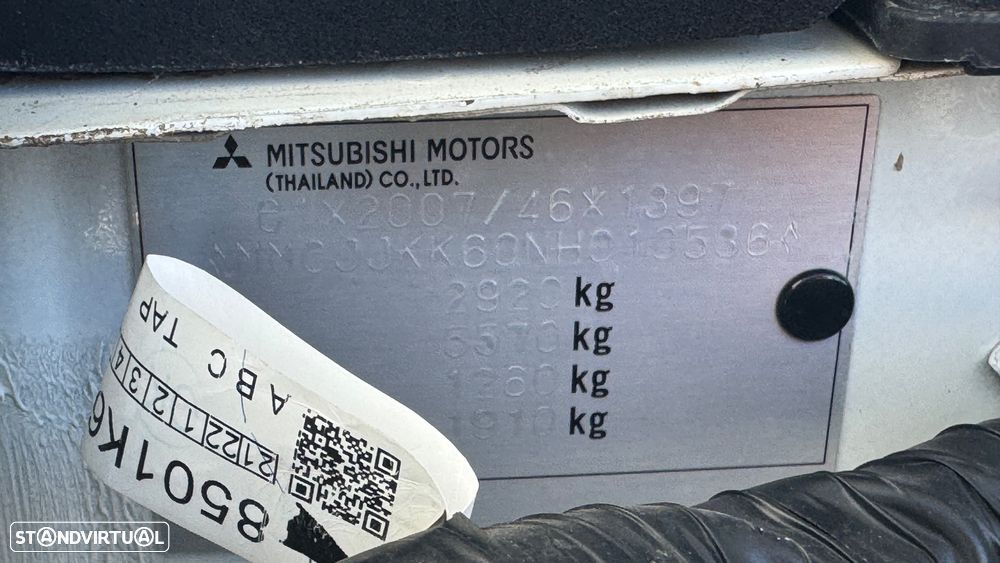 MITSUBISHI MOTORS
(THAILAND) CO., LTD.
e1*2007/46*1397
2920 kg
5570 kg
1260 kg
1910 kg
ABC TAP
21221234
8501K6
STANDVIRTUAL